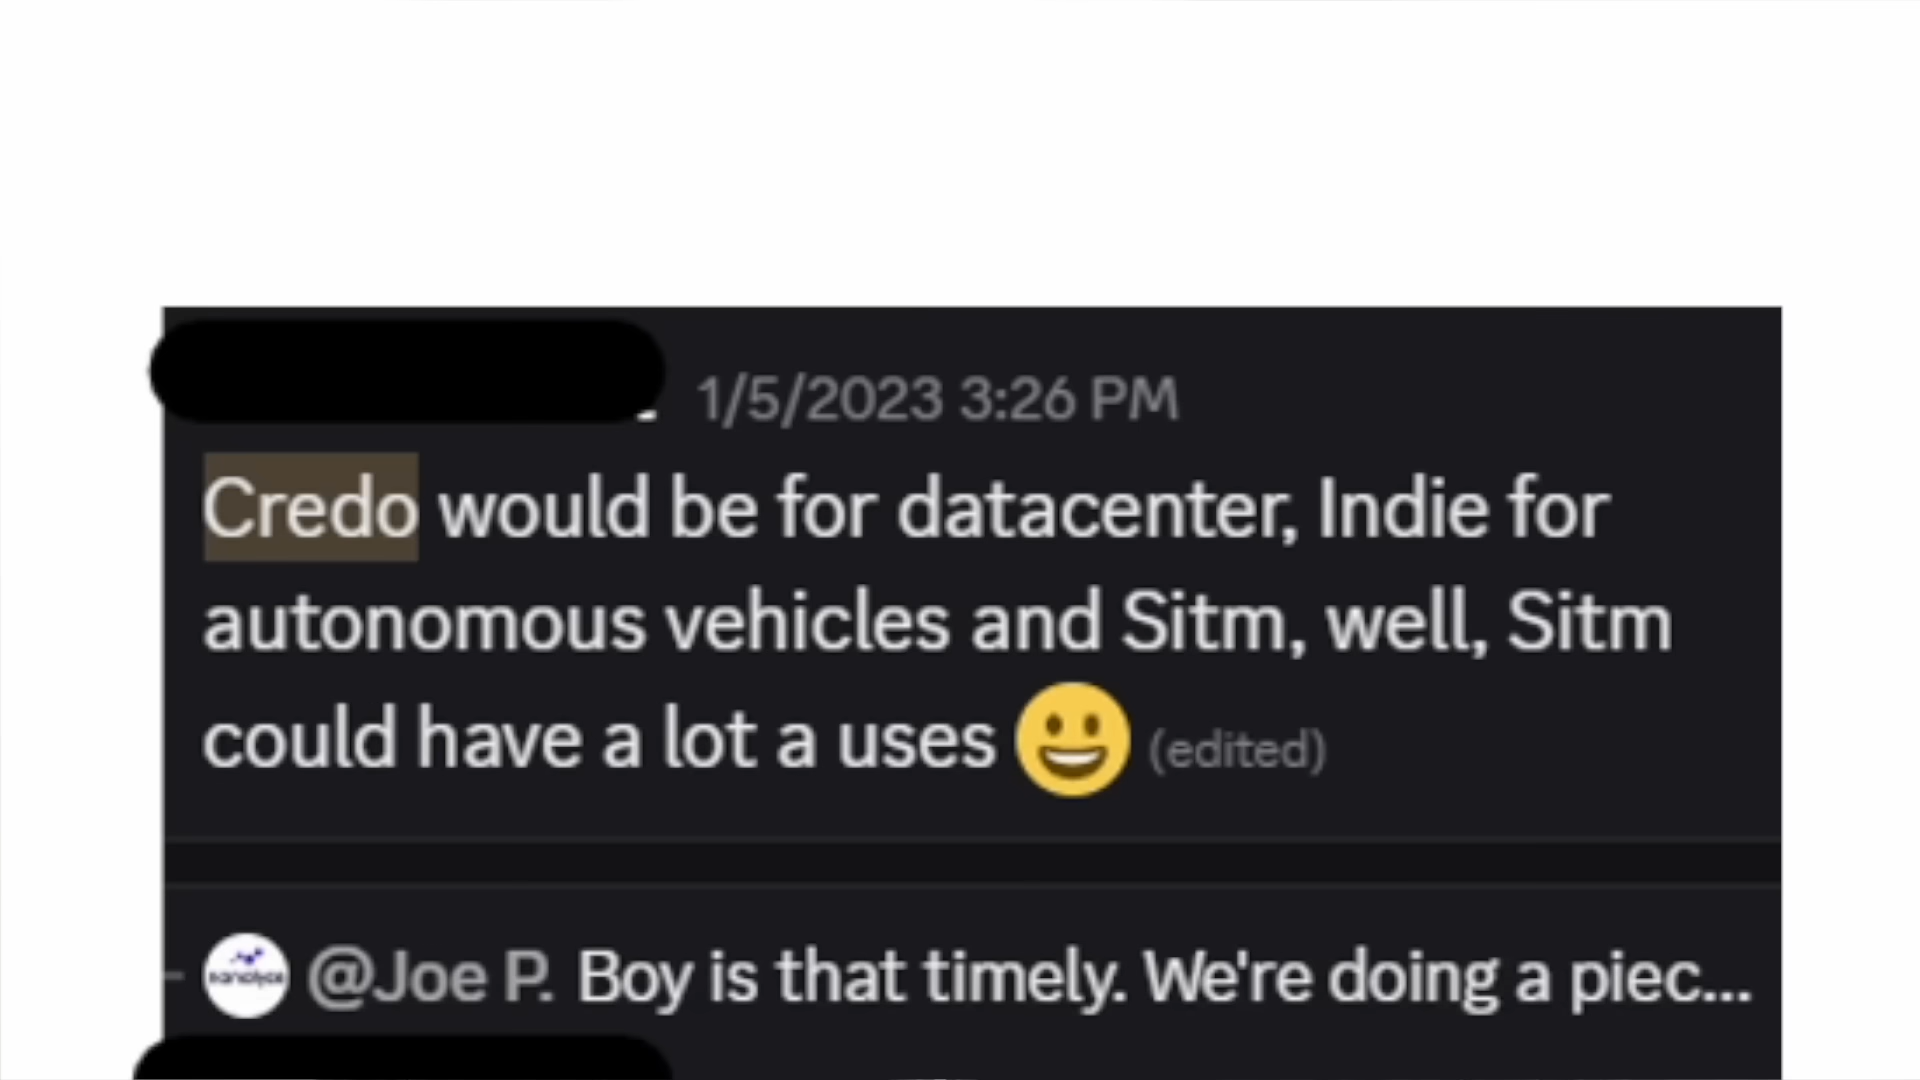 1/5/2023 3:26 PM
Credo would be for datacenter, Indie for
autonomous vehicles and Sitm, well, Sitm
could have a lot a uses 😀 (edited)
@Joe P. Boy is that timely. We're doing a piec...